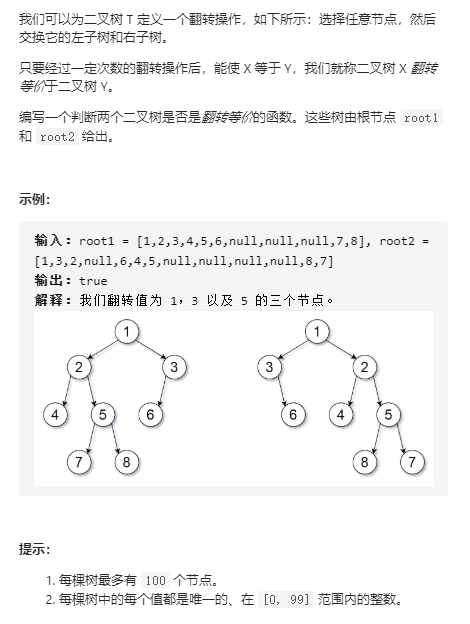 我们可以为二叉树 T 定义一个翻转操作，如下所示：选择任意节点，然后
交换它的左子树和右子树。
只要经过一定次数的翻转操作后，能使 X 等于 Y，我们就称二叉树 X 翻转
等价于二叉树 Y。
编写一个判断两个二叉树是否是翻转等价的函数。这些树由根节点 root1
和 root2 给出。
示例：
输入：root1 = [1,2,3,4,5,6,null,null,null,7,8], root2 =
[1,3,2,null,6,4,5,null,null,null,null,8,7]
输出：true
解释：我们翻转值为 1，3 以及 5 的三个节点。
1 1
2 3 3 2
4 5 6 6 4 5
7 8 8 7
提示：
1. 每棵树最多有 100 个节点。
2. 每棵树中的每个值都是唯一的、在 [0, 99] 范围内的整数。